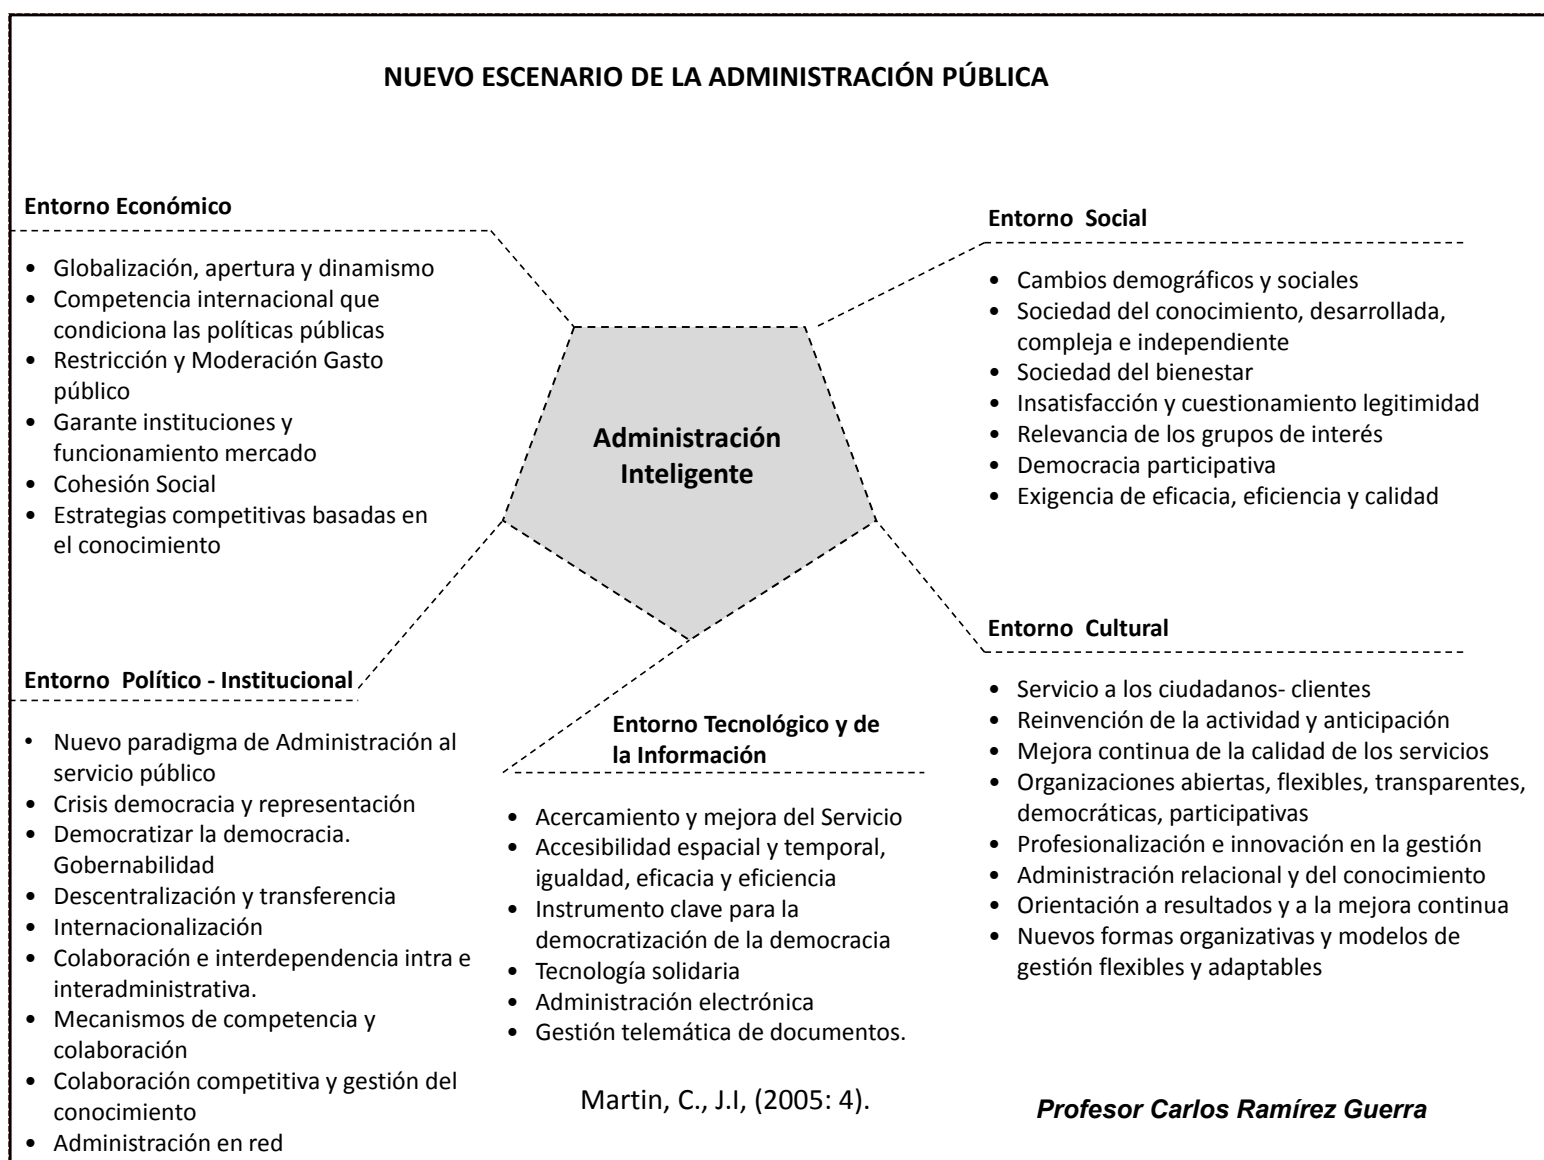 NUEVO ESCENARIO DE LA ADMINISTRACIÓN PÚBLICA
Entorno Económico
• Globalización, apertura y dinamismo
• Competencia internacional que
condiciona las políticas públicas
• Restricción y Moderación Gasto
público
• Garante instituciones y
funcionamiento mercado
• Cohesión Social
• Estrategias competitivas basadas en
el conocimiento
Entorno Social
• Cambios demográficos y sociales
• Sociedad del conocimiento, desarrollada,
compleja e independiente
• Sociedad del bienestar
• Insatisfacción y cuestionamiento legitimidad
• Relevancia de los grupos de interés
• Democracia participativa
• Exigencia de eficacia, eficiencia y calidad
Administración
Inteligente
Entorno Político - Institucional
• Nuevo paradigma de Administración al
servicio público
• Crisis democracia y representación
• Democratizar la democracia.
Gobernabilidad
• Descentralización y transferencia
• Internacionalización
• Colaboración e interdependencia intra e
interadministrativa.
• Mecanismos de competencia y
colaboración
• Colaboración competitiva y gestión del
conocimiento
• Administración en red
Entorno Tecnológico y de
la Información
• Acercamiento y mejora del Servicio
• Accesibilidad espacial y temporal,
igualdad, eficacia y eficiencia
• Instrumento clave para la
democratización de la democracia
• Tecnología solidaria
• Administración electrónica
• Gestión telemática de documentos.
Entorno Cultural
• Servicio a los ciudadanos- clientes
• Reinvención de la actividad y anticipación
• Mejora continua de la calidad de los servicios
• Organizaciones abiertas, flexibles, transparentes,
democráticas, participativas
• Profesionalización e innovación en la gestión
• Administración relacional y del conocimiento
• Orientación a resultados y a la mejora continua
• Nuevos formas organizativas y modelos de
gestión flexibles y adaptables
Martin, C., J.I, (2005: 4).
Profesor Carlos Ramírez Guerra